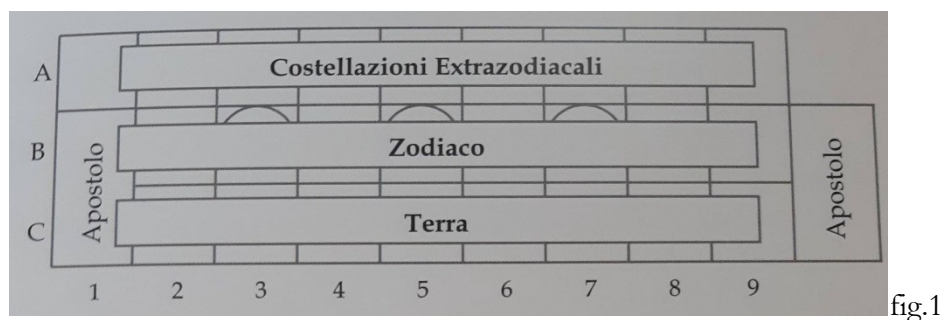 A
Costellazioni Extrazodiacali
B
Apostolo
Zodiaco
Apostolo
C
Terra
1 2 3 4 5 6 7 8 9
fig.1